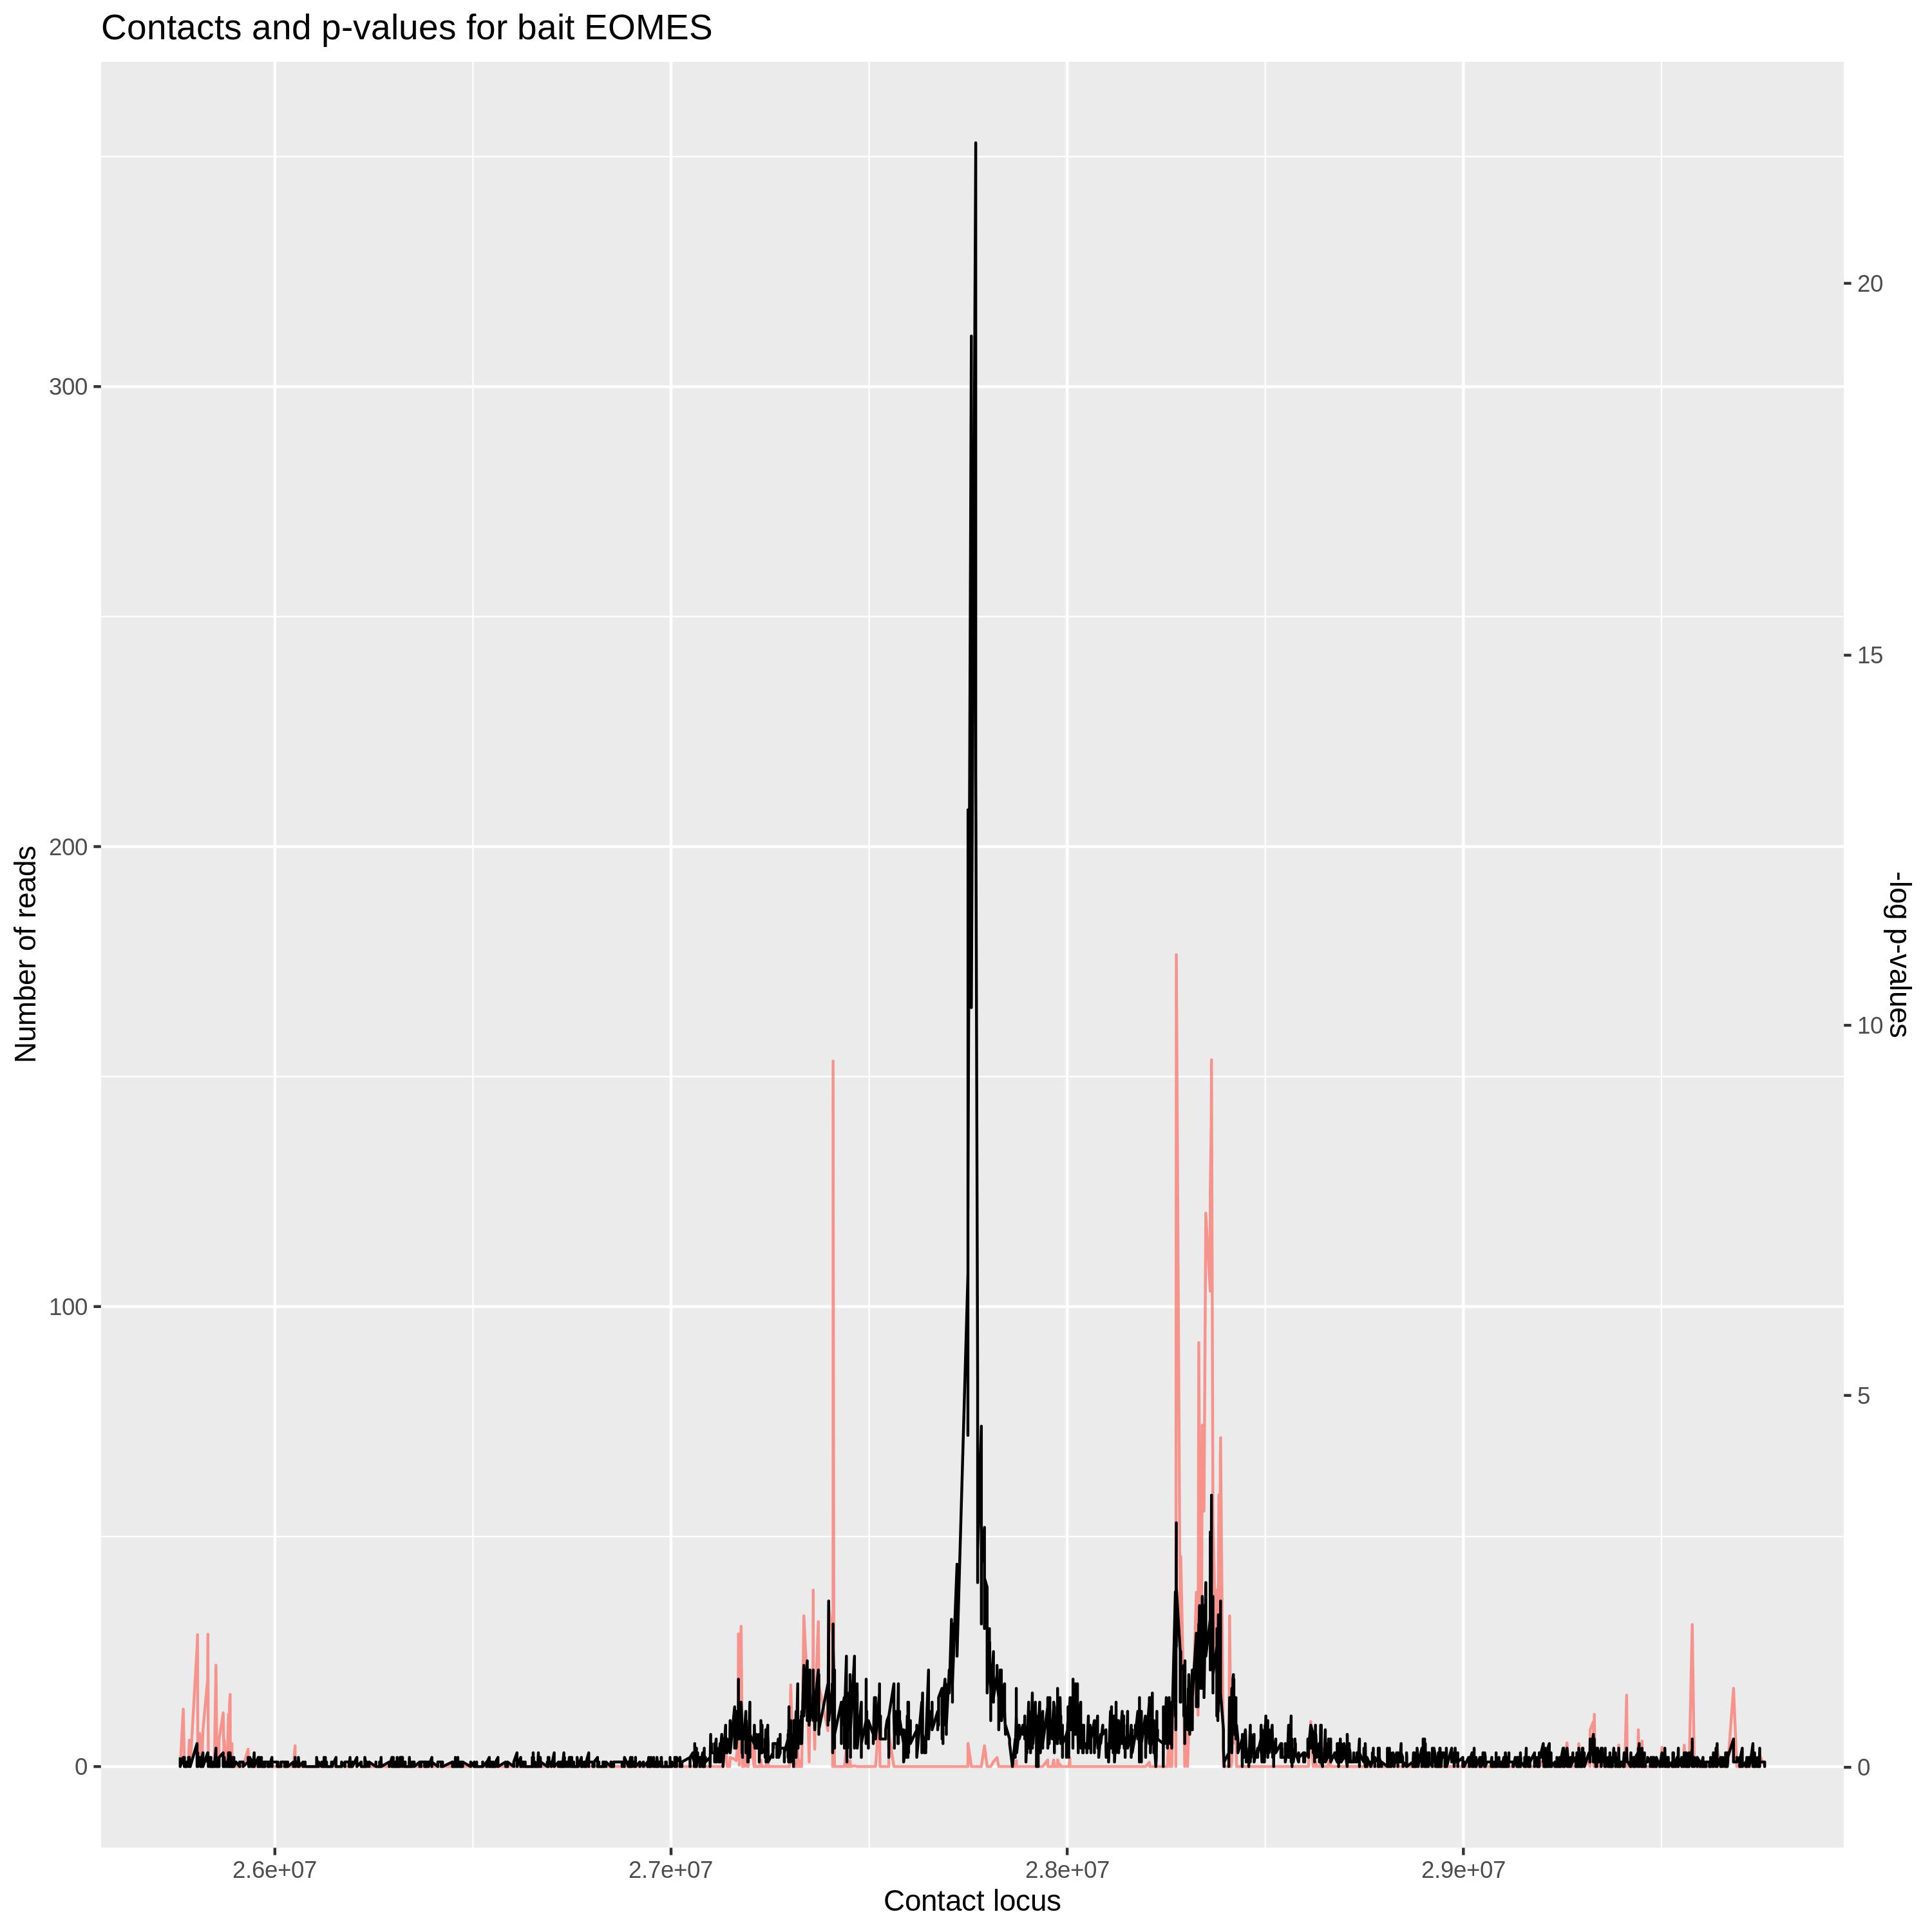 Contacts and p-values for bait EOMES
300
200
100
0
Number of reads
20
15
10
5
0
-log p-values
2.6e+07
2.7e+07
2.8e+07
2.9e+07
Contact locus